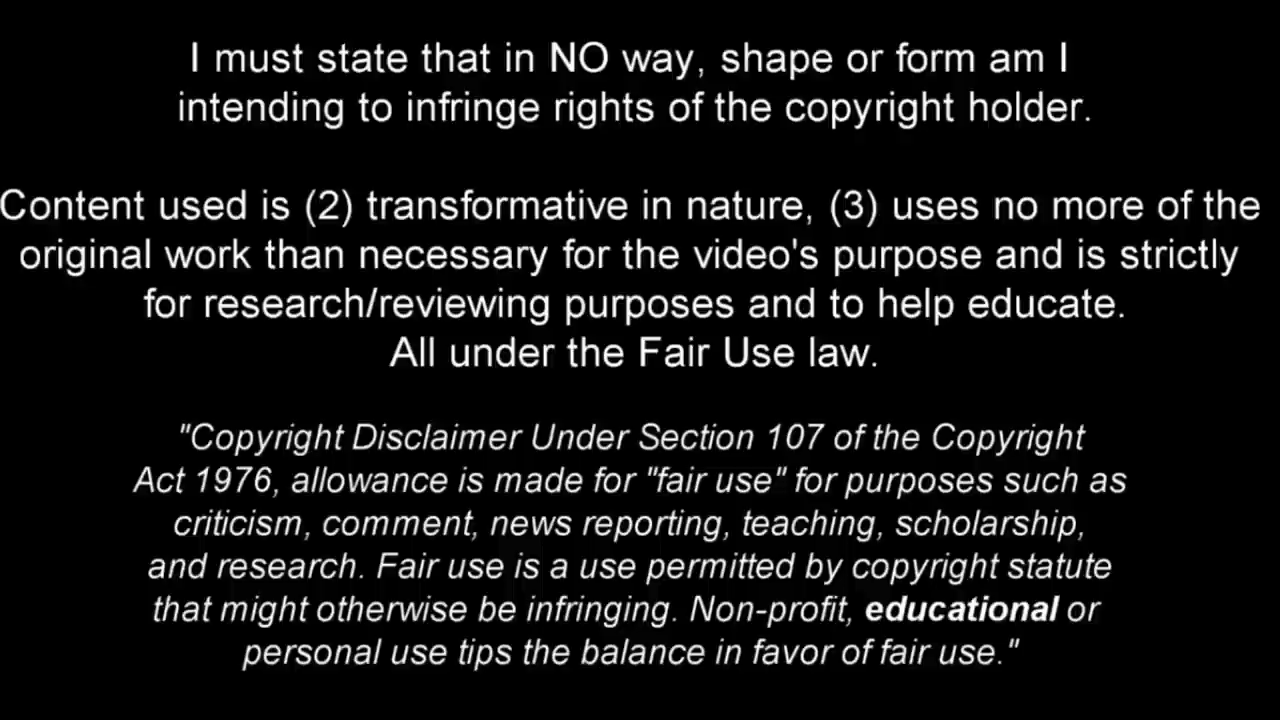 I must state that in NO way, shape or form am I
intending to infringe rights of the copyright holder.
Content used is (2) transformative in nature, (3) uses no more of the
original work than necessary for the video's purpose and is strictly
for research/reviewing purposes and to help educate.
All under the Fair Use law.
"Copyright Disclaimer Under Section 107 of the Copyright
Act 1976, allowance is made for "fair use" for purposes such as
criticism, comment, news reporting, teaching, scholarship,
and research. Fair use is a use permitted by copyright statute
that might otherwise be infringing. Non-profit, educational or
personal use tips the balance in favor of fair use."